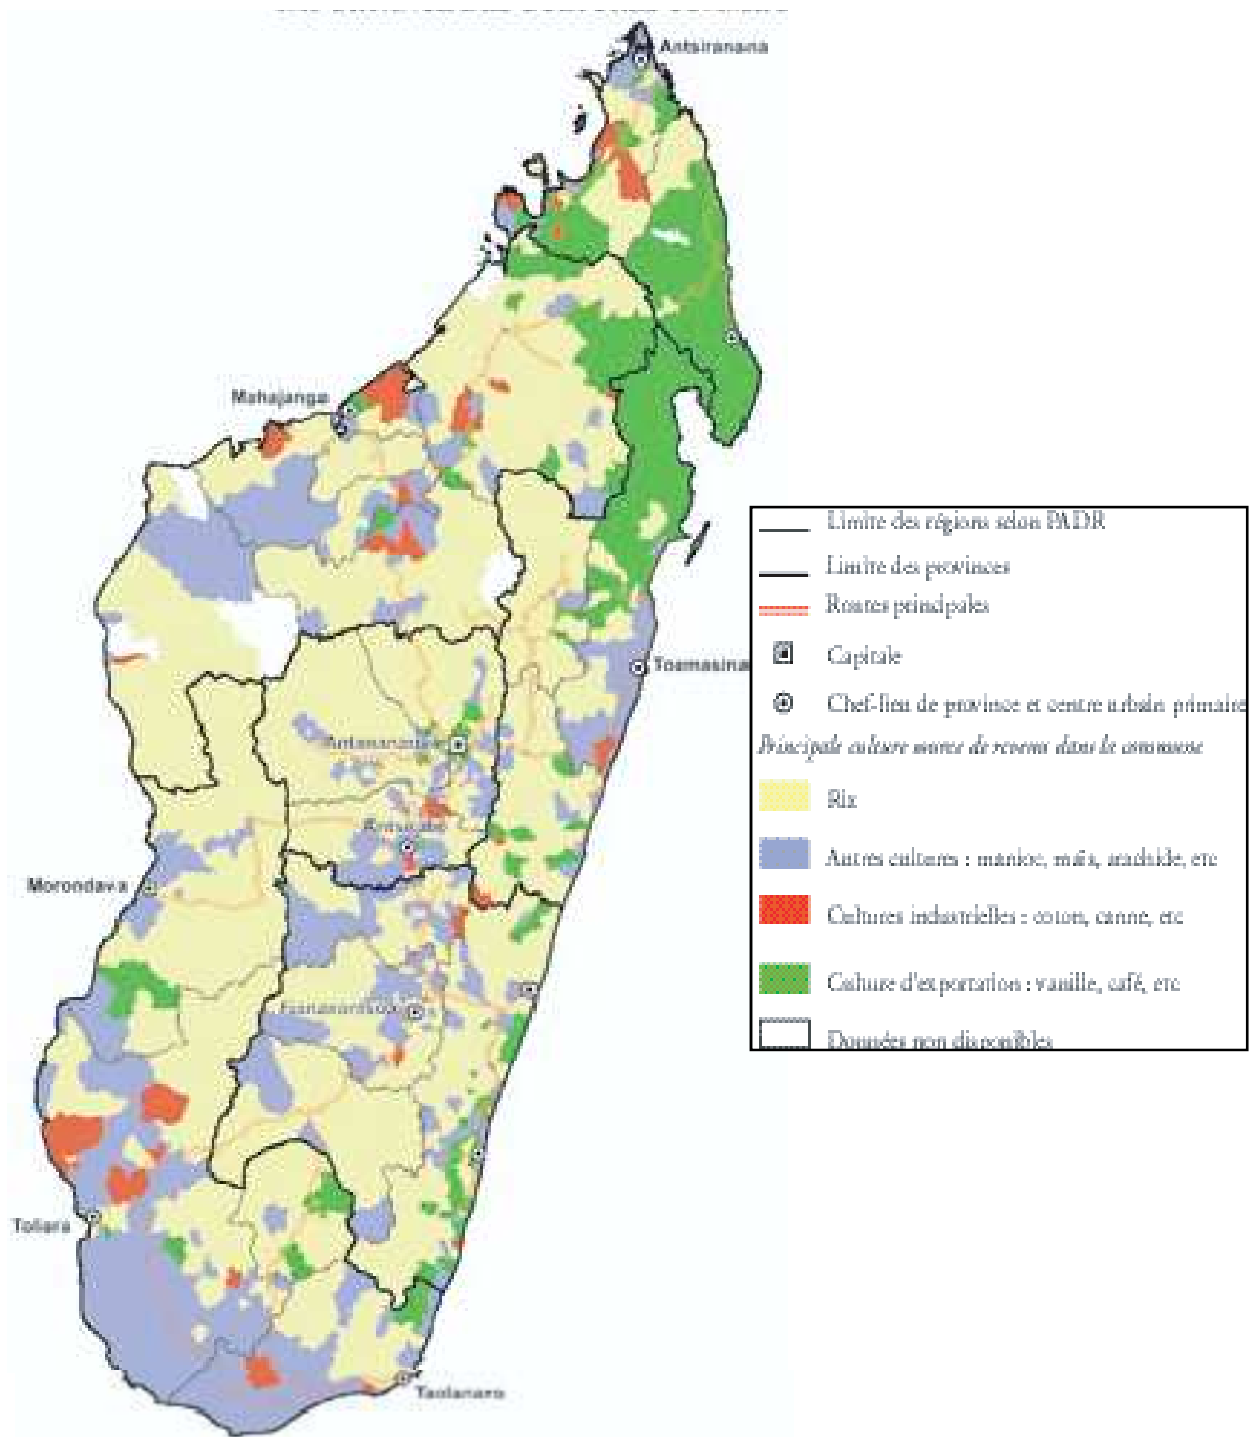 Antsiranana
Mahajanga
Limite des régions selon PADR
Limite des provinces
Routes principales
Capitale
Toamasina
Chef-lieu de province et centre urbain primaire
Principale culture source de revenu dans la commune
Antananarivo
Rix
Antsirabe
Autres cultures : manioc, maïs, arachide, etc
Morondava
Cultures industrielles : coton, canne, etc
Culture d'exportation : vanille, café, etc
Fianarantsoa
Données non disponibles
Toliara
Taolanaro